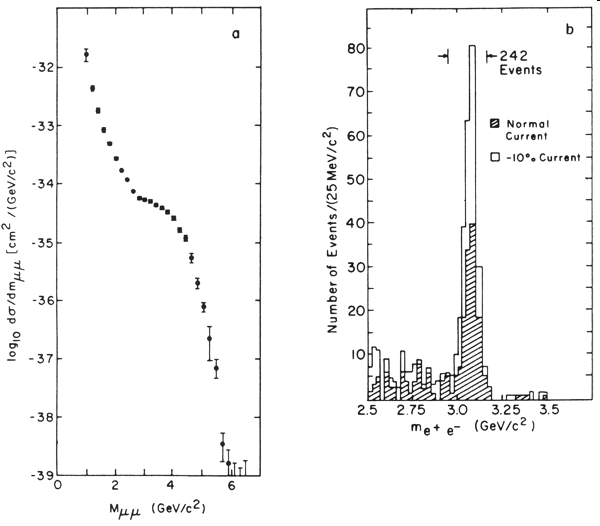 a
-32
-33
-34
-35
-36
-37
-38
-39
log10 dσ/dmμμ [cm2/(GeV/c2)]
0
2
4
6
Mμμ (GeV/c2)
b
80
70
60
50
40
30
20
10
Number of Events/(25 MeV/c2)
242
Events
Normal
Current
-10% Current
2.5
2.75
3.0
3.25
3.5
me+ e- (GeV/c2)